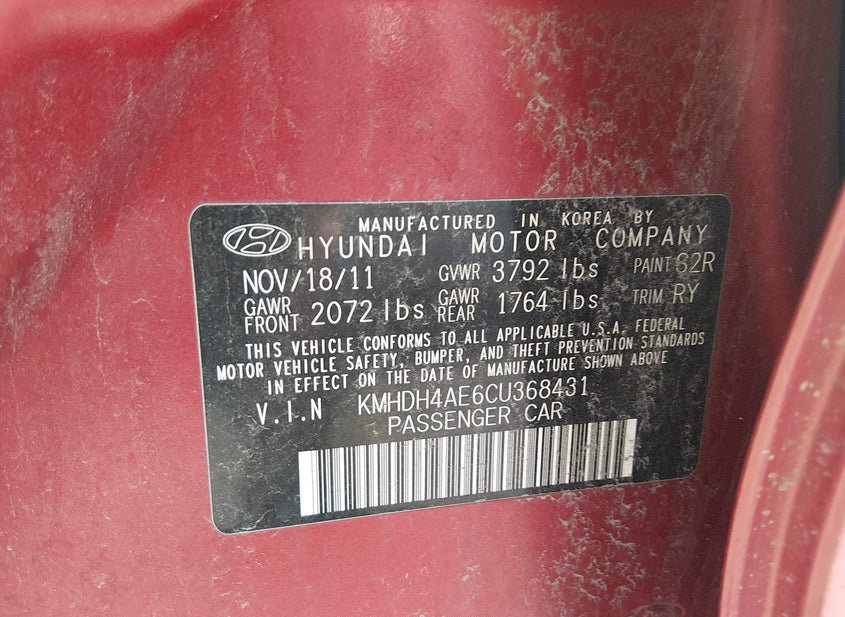 MANUFACTURED IN KOREA BY
HYUNDAI MOTOR COMPANY
NOV/18/11 GVWR 3792 lbs PAINT 82R
GAWR FRONT 2072 lbs GAWR REAR 1764 lbs TRIM RY
THIS VEHICLE CONFORMS TO ALL APPLICABLE U.S.A. FEDERAL
MOTOR VEHICLE SAFETY, BUMPER, AND THEFT PREVENTION STANDARDS
IN EFFECT ON THE DATE OF MANUFACTURE SHOWN ABOVE
V.I.N KMHDH4AE6CU368431
PASSENGER CAR